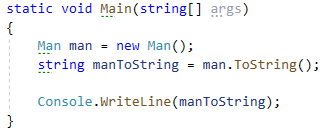 static void Main(string[] args)
{
    Man man = new Man();
    string manToString = man.ToString();

    Console.WriteLine(manToString);
}